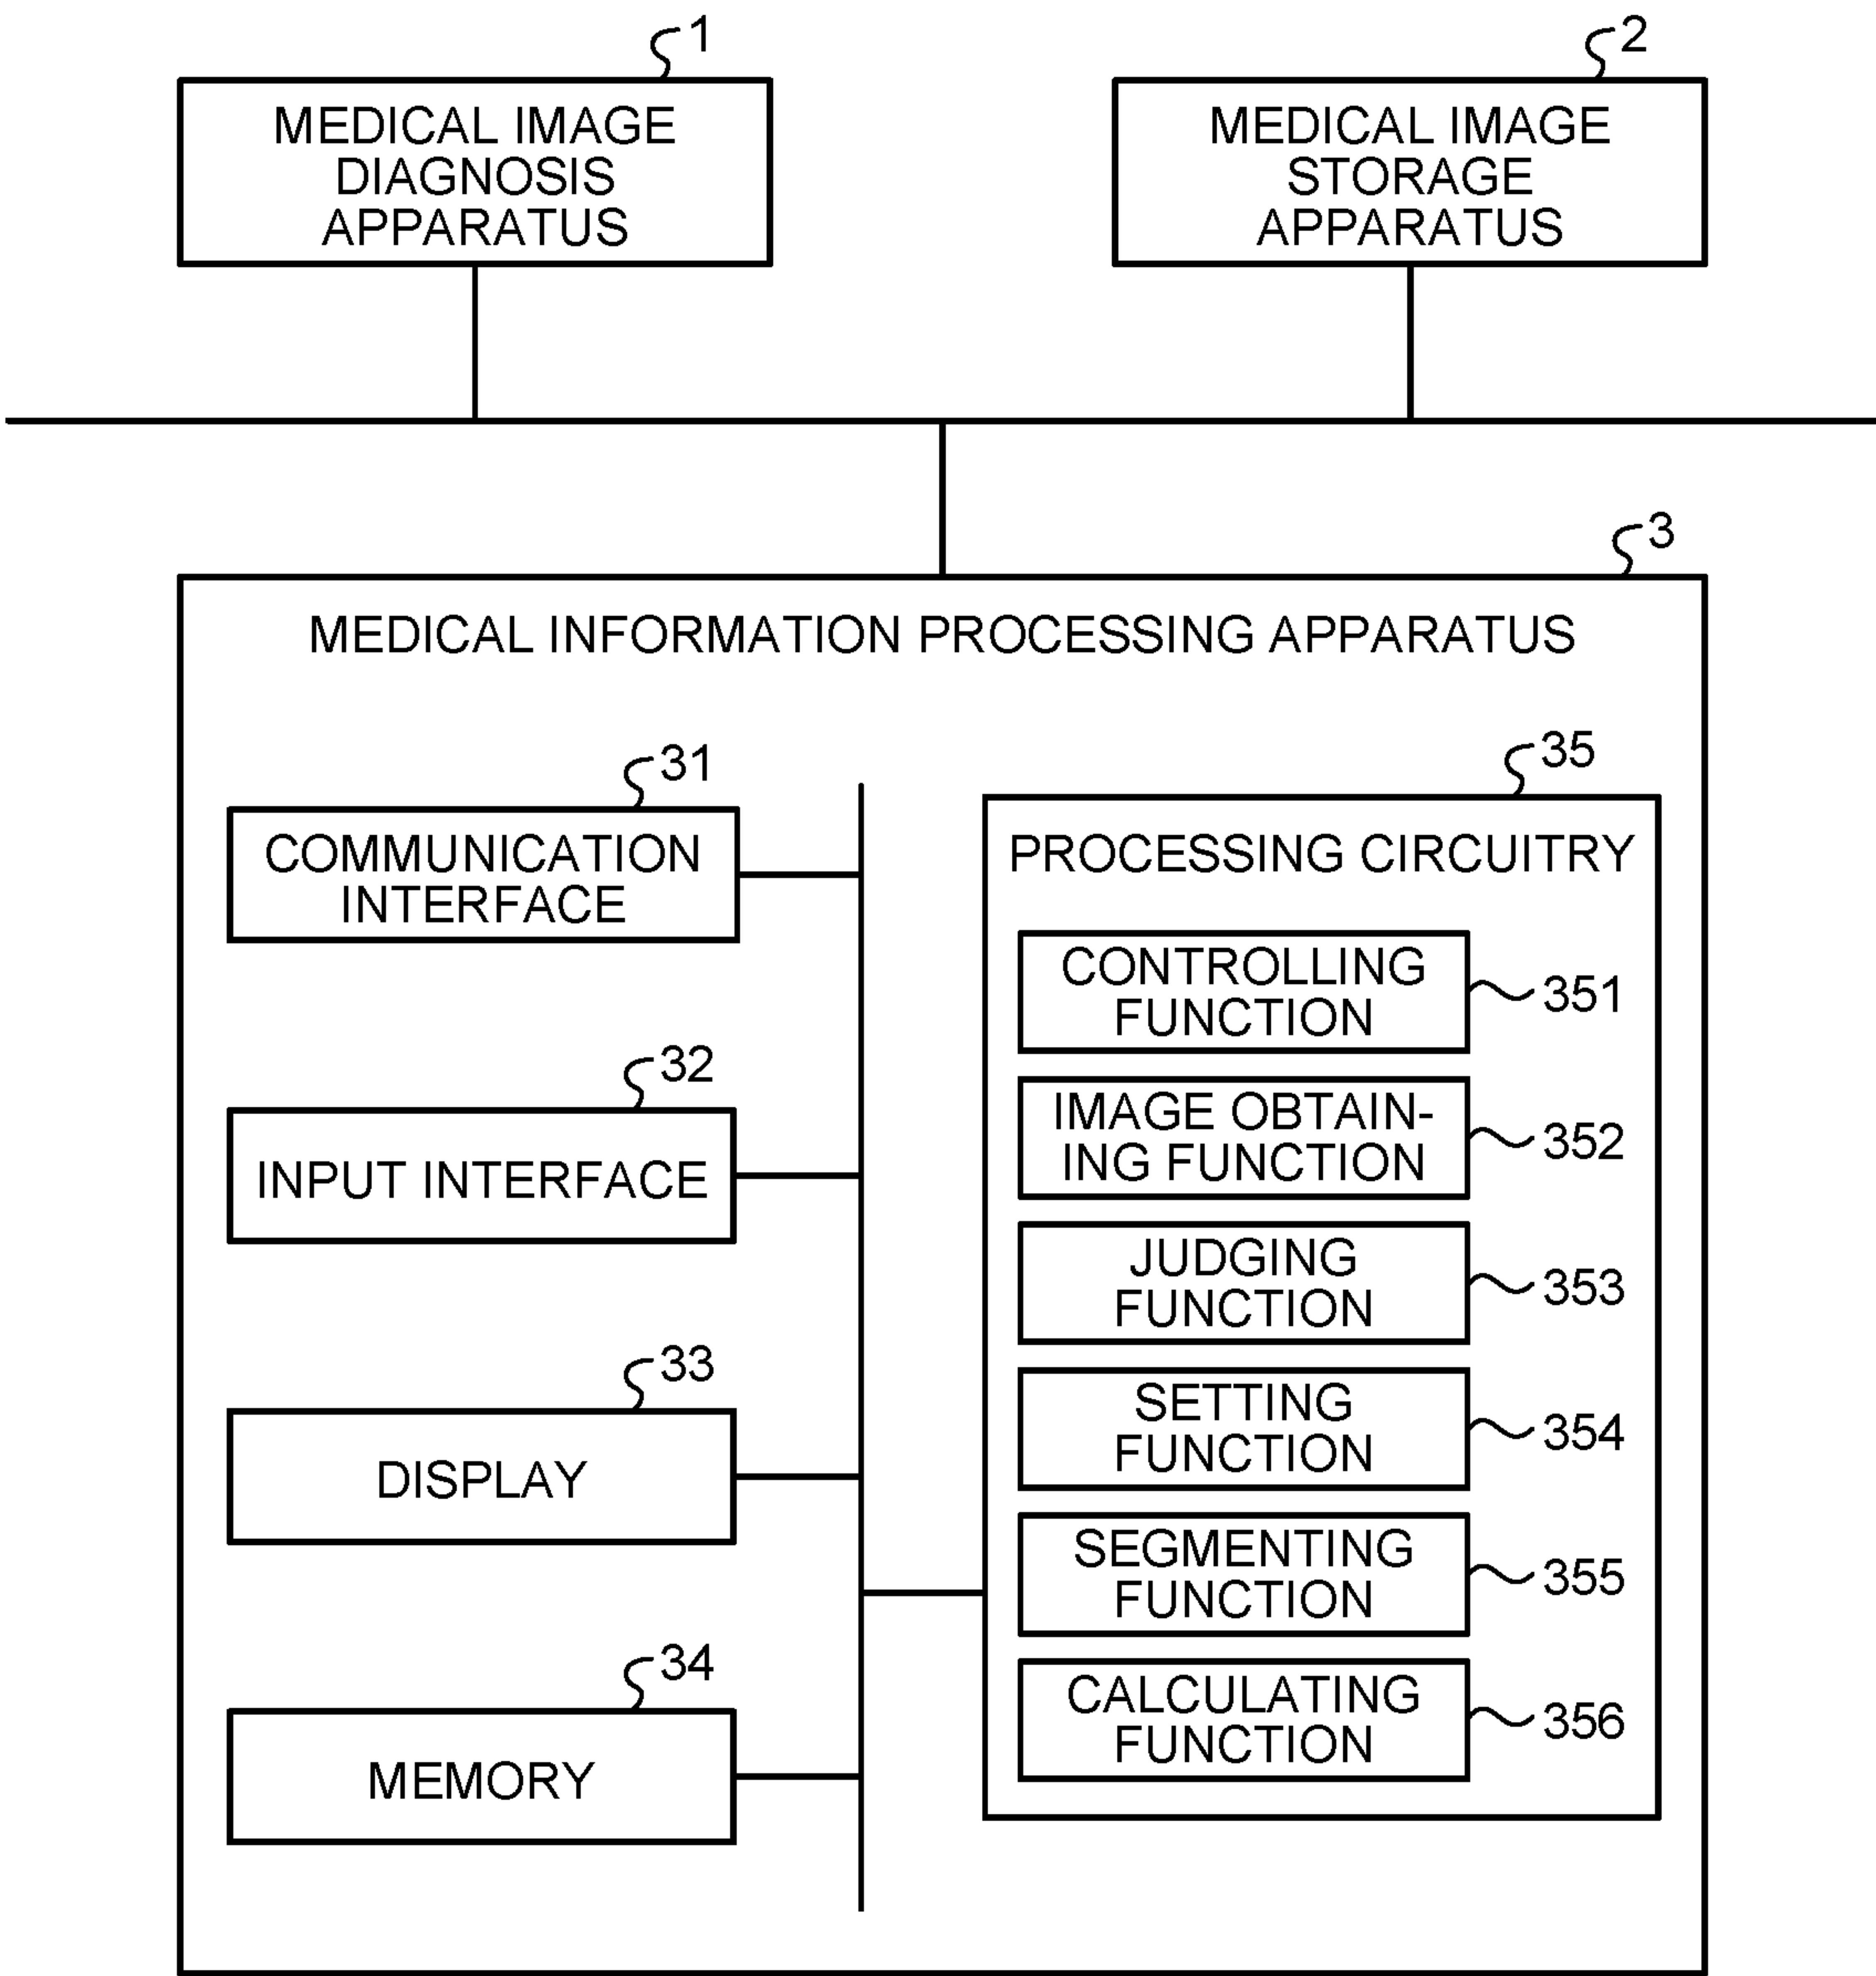 1
MEDICAL IMAGE
DIAGNOSIS
APPARATUS
2
MEDICAL IMAGE
STORAGE
APPARATUS
3
MEDICAL INFORMATION PROCESSING APPARATUS
31
COMMUNICATION
INTERFACE
32
INPUT INTERFACE
33
DISPLAY
34
MEMORY
35
PROCESSING CIRCUITRY
CONTROLLING
FUNCTION
351
IMAGE OBTAIN-
ING FUNCTION
352
JUDGING
FUNCTION
353
SETTING
FUNCTION
354
SEGMENTING
FUNCTION
355
CALCULATING
FUNCTION
356